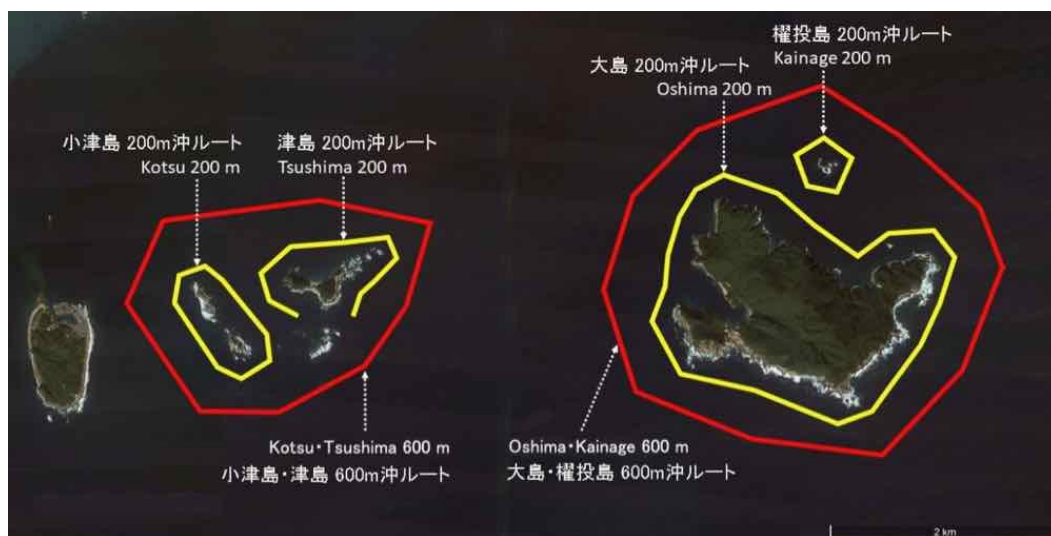 櫂投島 200m沖ルート
Kainage 200 m
大島 200m沖ルート
Oshima 200 m
小津島 200m沖ルート
Kotsu 200 m
津島 200m沖ルート
Tsushima 200 m
Kotsu・Tsushima 600 m
小津島・津島 600m沖ルート
Oshima・Kainage 600 m
大島・櫂投島 600m沖ルート
2 km